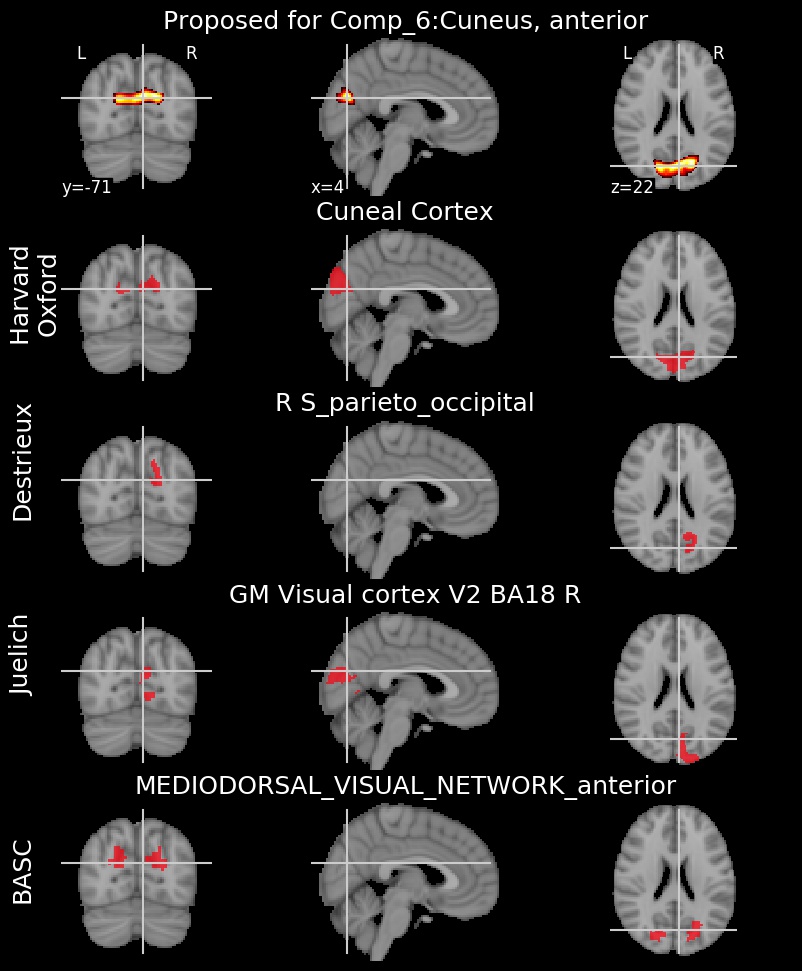 Proposed for Comp_6:Cuneus, anterior
L R L R
y=-71 x=4 z=22
Cuneal Cortex
Harvard
Oxford
R S_parieto_occipital
Destrieux
GM Visual cortex V2 BA18 R
Juelich
MEDIODORSAL_VISUAL_NETWORK_anterior
BASC